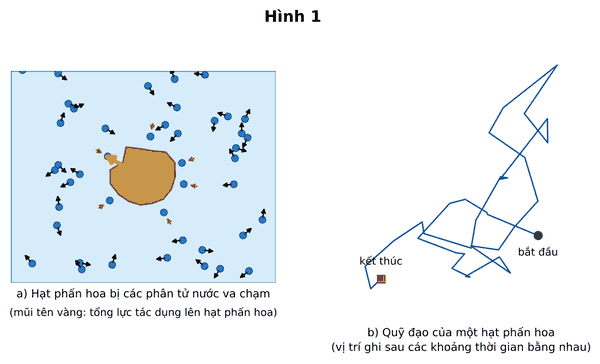 Hình 1
bắt đầu
kết thúc
a) Hạt phấn hoa bị các phân tử nước va chạm
(mũi tên vàng: tổng lực tác dụng lên hạt phấn hoa)
b) Quỹ đạo của một hạt phấn hoa
(vị trí ghi sau các khoảng thời gian bằng nhau)